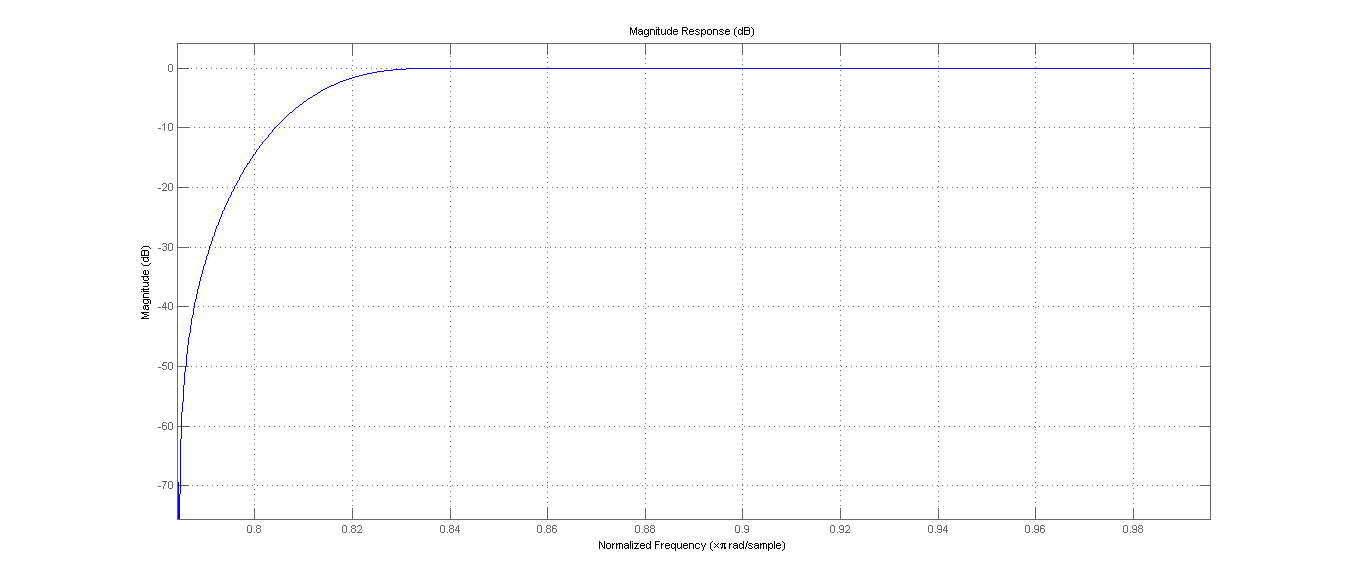 Magnitude Response (dB)
0
-10
-20
-30
-40
-50
-60
-70
Magnitude (dB)
0.8 0.82 0.84 0.86 0.88 0.9 0.92 0.94 0.96 0.98
Normalized Frequency (×π rad/sample)